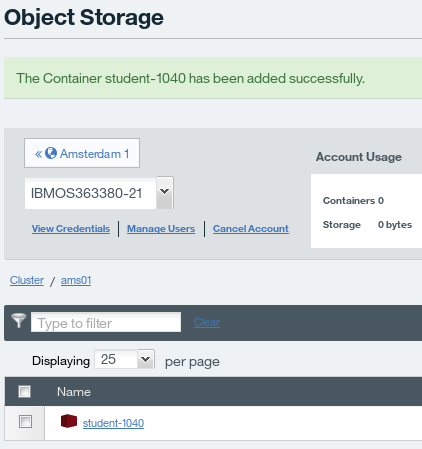 Object Storage
The Container student-1040 has been added successfully.
« Amsterdam 1
Account Usage
IBMOS363380-21
Containers 0
View Credentials Manage Users Cancel Account
Storage 0 bytes
Cluster / ams01
Type to filter Clear
Displaying 25 per page
Name
student-1040